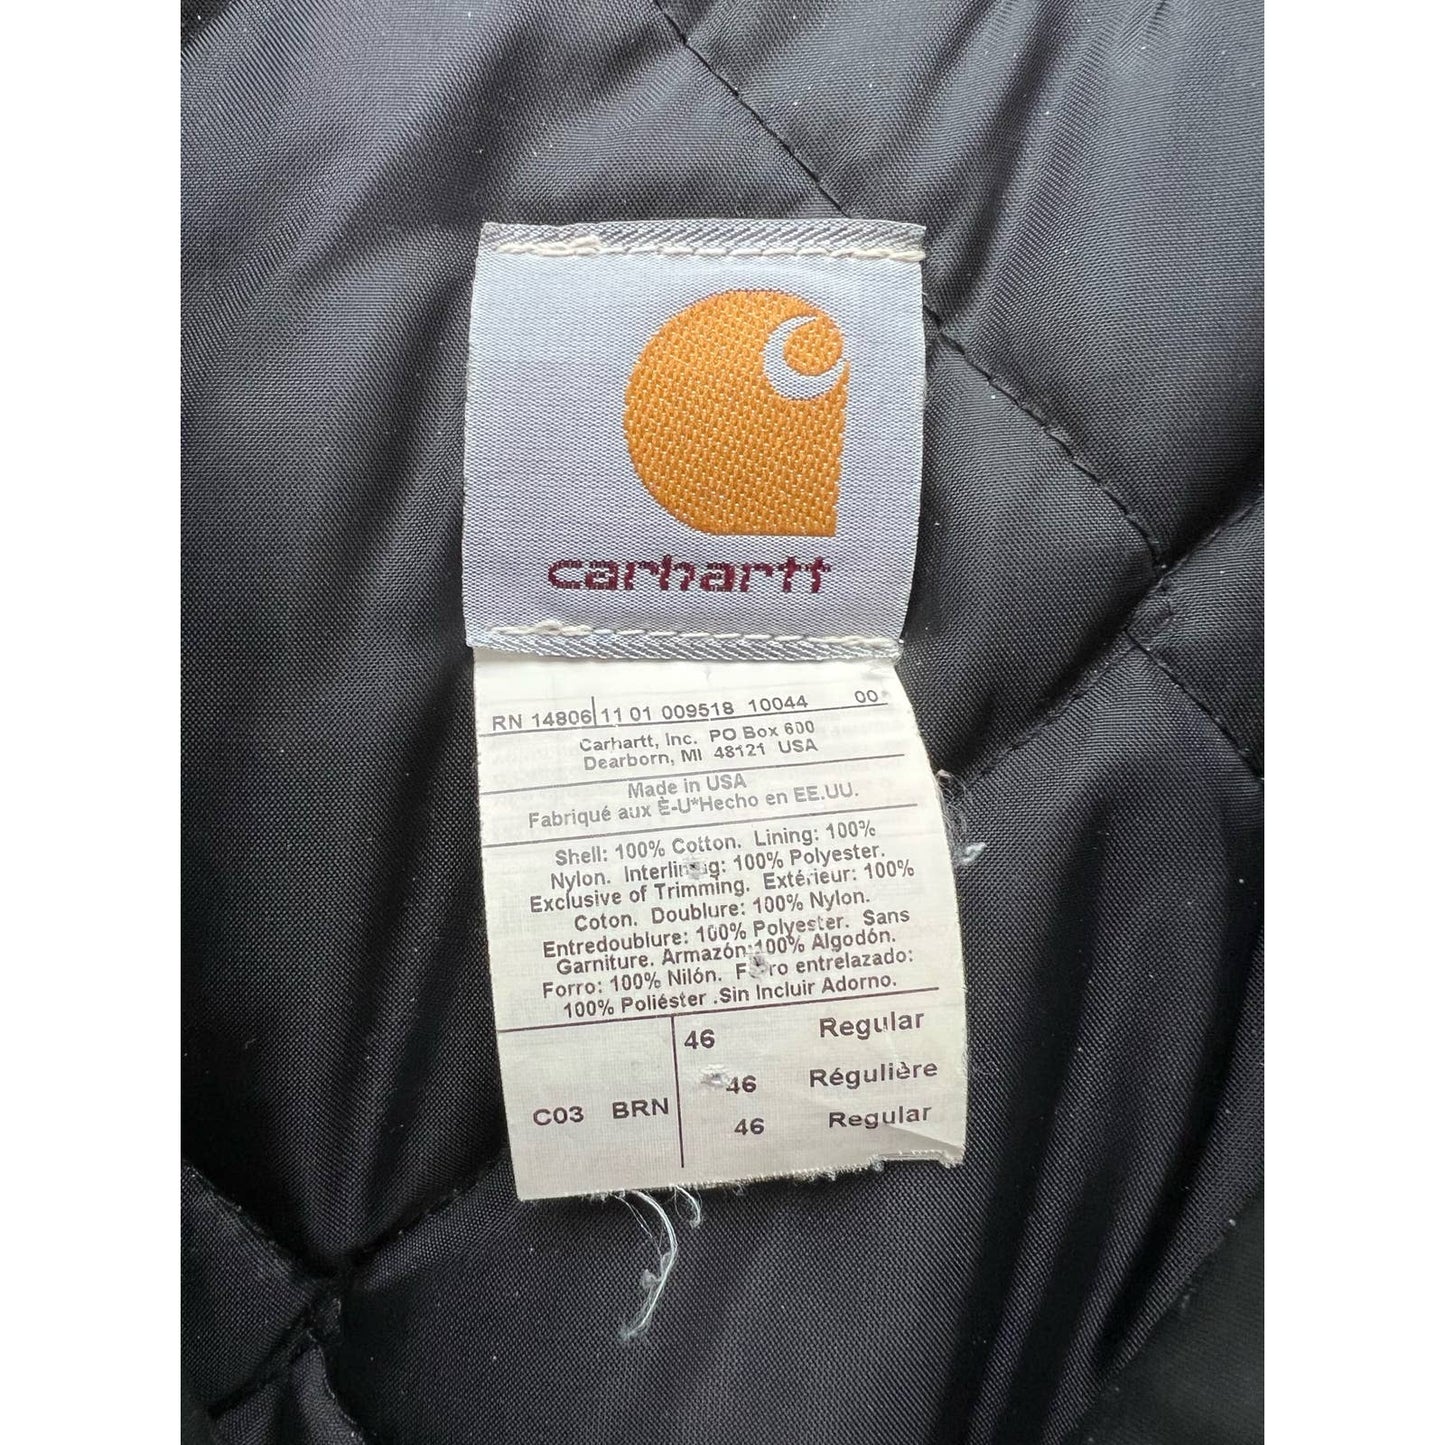 carhartt
RN 14806 11 01 009518 10044 00
Carhartt, Inc. PO Box 600
Dearborn, MI 48121 USA
Made in USA
Fabriqué aux É-U*Hecho en EE.UU.
Shell: 100% Cotton. Lining: 100%
Nylon. Interlining: 100% Polyester.
Exclusive of Trimming. Extérieur: 100%
Coton. Doublure: 100% Nylon.
Entredoublure: 100% Polyester. Sans
Garniture. Armazón:100% Algodón.
Forro: 100% Nilón. Forro entrelazado:
100% Poliéster .Sin Incluir Adorno.
C03 BRN
46 Regular
46 Régulière
46 Regular